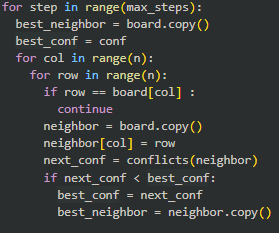 for step in range(max_steps):
  best_neighbor = board.copy()
  best_conf = conf
  for col in range(n):
    for row in range(n):
      if row == board[col] :
        continue
      neighbor = board.copy()
      neighbor[col] = row
      next_conf = conflicts(neighbor)
      if next_conf < best_conf:
        best_conf = next_conf
        best_neighbor = neighbor.copy()